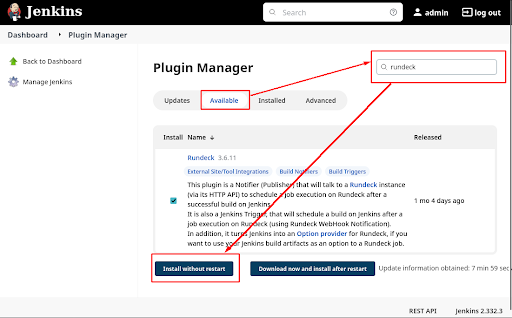 Jenkins
Search
admin
log out
Dashboard
Plugin Manager
Back to Dashboard
Manage Jenkins
Plugin Manager
rundeck
Updates
Available
Installed
Advanced
Install Name ↓ Released
Rundeck 3.6.11
External Site/Tool Integrations Build Notifiers Build Triggers
This plugin is a Notifier (Publisher) that will talk to a Rundeck instance
(via its HTTP API) to schedule a job execution on Rundeck after a
successful build on Jenkins.
It is also a Jenkins Trigger, that will schedule a build on Jenkins after a
job execution on Rundeck (using Rundeck WebHook Notification).
In addition, it turns Jenkins into an Option provider for Rundeck, if you
want to use your Jenkins build artifacts as an option to a Rundeck job.
1 mo 4 days ago
Install without restart
Download now and install after restart
Update information obtained: 7 min 59 sec
REST API
Jenkins 2.332.3